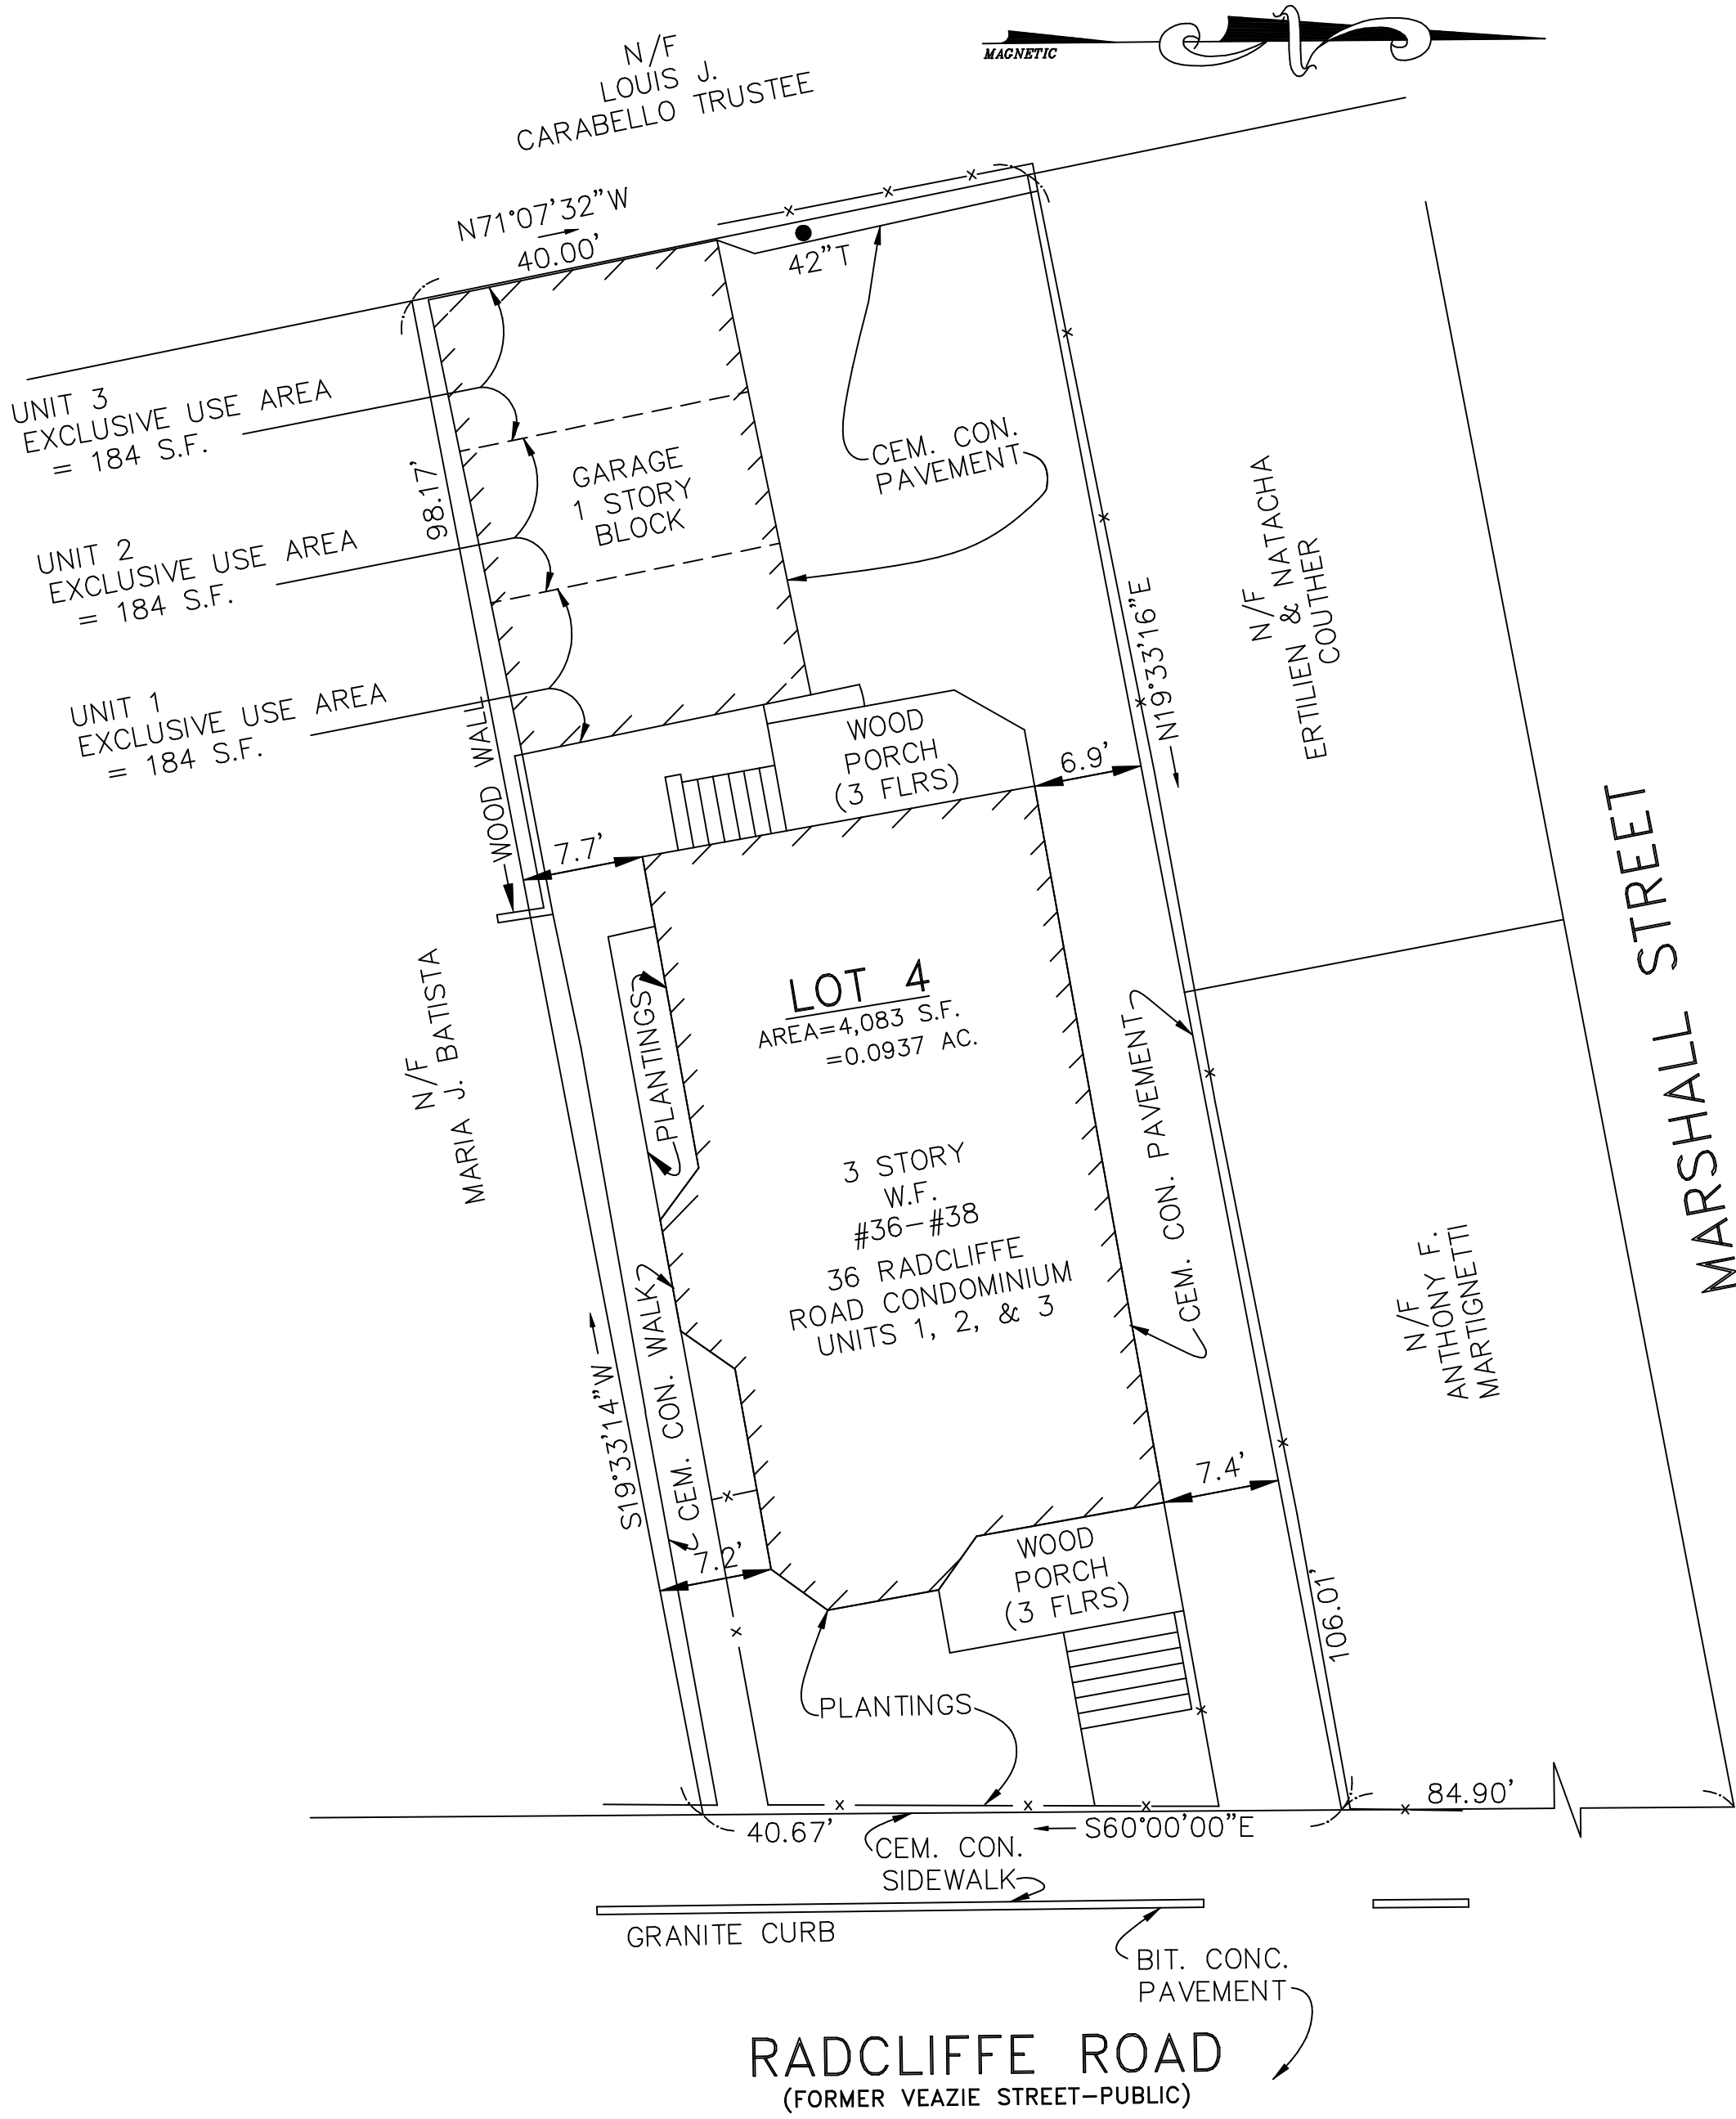 MAGNETIC
N/F
LOUIS J.
CARABELLO TRUSTEE
N71°07'32"W
40.00'
42"T
UNIT 3
EXCLUSIVE USE AREA
= 184 S.F.
98.17'
GARAGE
1 STORY
BLOCK
CEM. CON.
PAVEMENT
UNIT 2
EXCLUSIVE USE AREA
= 184 S.F.
N/F
ERTILIEN & NATACHA
COUTHER
N19°33'16"E
UNIT 1
EXCLUSIVE USE AREA
= 184 S.F.
WOOD WALL
WOOD
PORCH
(3 FLRS)
6.9'
7.7'
MARSHALL STREET
N/F
MARIA J. BATISTA
PLANTINGS
LOT 4
AREA=4,083 S.F.
=0.0937 AC.
CEM. CON. PAVEMENT
3 STORY
W.F.
#36-#38
36 RADCLIFFE
ROAD CONDOMINIUM
UNITS 1, 2, & 3
N/F
ANTHONY F.
MARTIGNETTI
S19°33'14"W
CEM. CON. WALK
7.4'
7.2'
WOOD
PORCH
(3 FLRS)
106.01'
PLANTINGS
84.90'
40.67'
S60°00'00"E
CEM. CON.
SIDEWALK
GRANITE CURB
BIT. CONC.
PAVEMENT
RADCLIFFE ROAD
(FORMER VEAZIE STREET-PUBLIC)